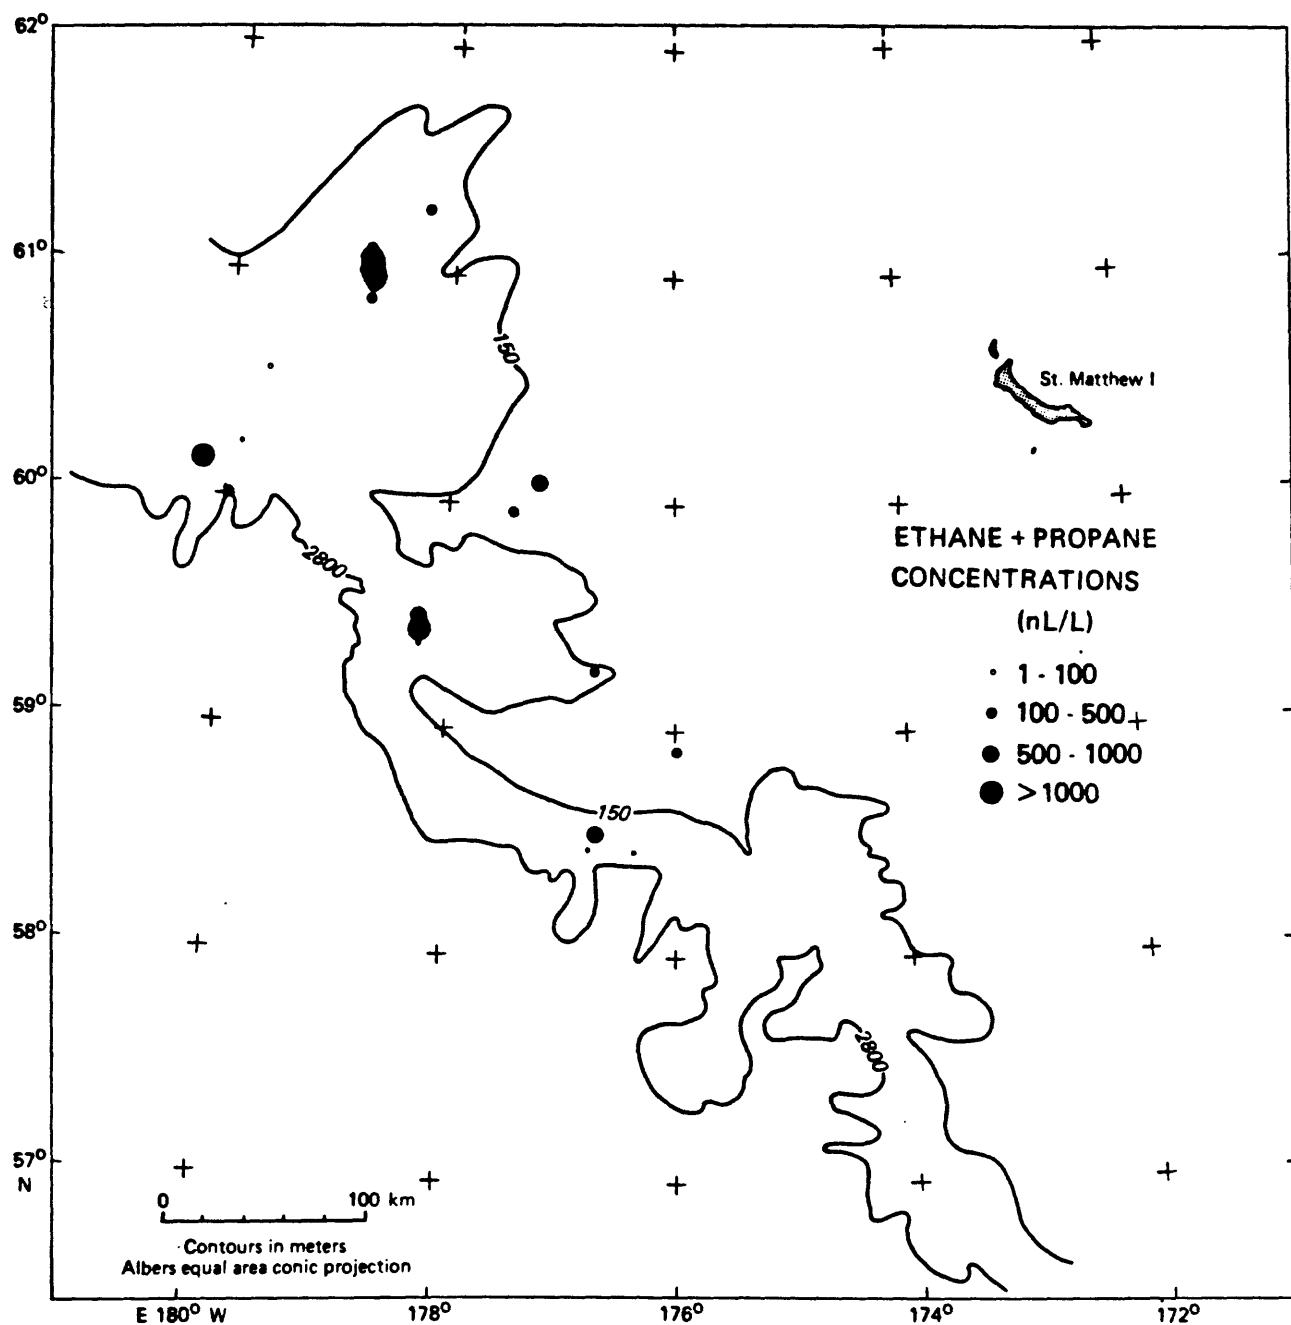 62°
61°
150
St. Matthew I
60°
ETHANE + PROPANE
CONCENTRATIONS
(nL/L)
2800
1 - 100
59°
100 - 500
500 - 1000
> 1000
150
58°
2800
57°
N
0 100 km
Contours in meters
Albers equal area conic projection
E 180° W 178° 176° 174° 172°